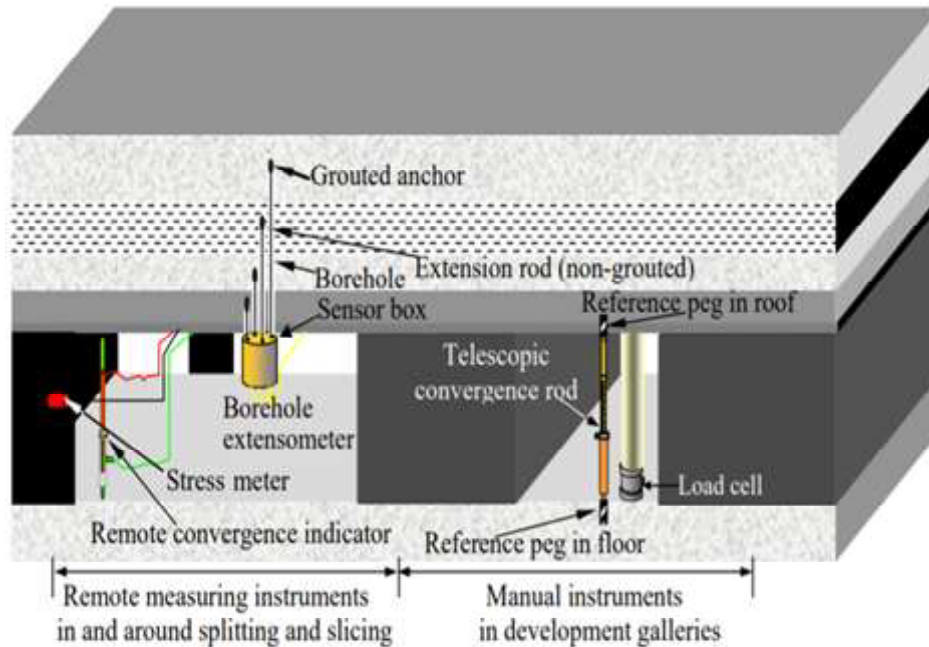 Grouted anchor
Extension rod (non-grouted)
Borehole
Sensor box
Reference peg in roof
Telescopic
convergence rod
Borehole
extensometer
Stress meter
Load cell
Remote convergence indicator
Reference peg in floor
Remote measuring instruments
in and around splitting and slicing
Manual instruments
in development galleries